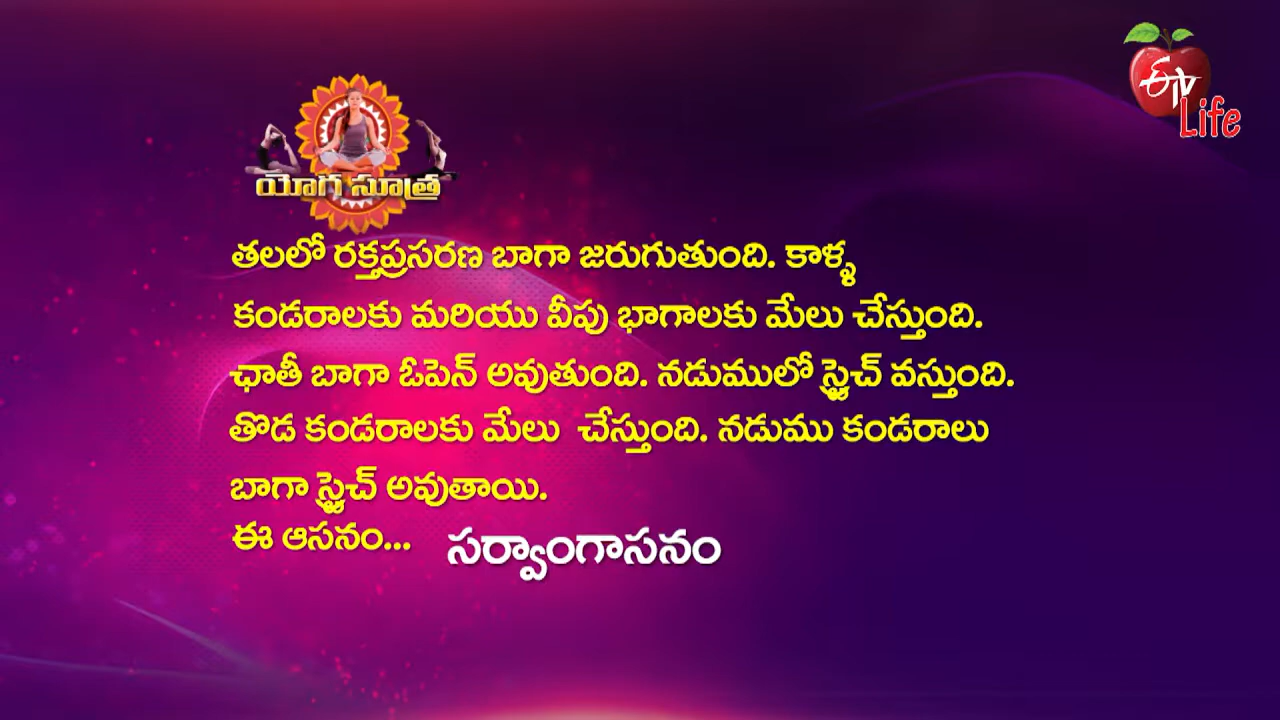 ఈTV
Life
యోగ సూత్ర
తలలో రక్తప్రసరణ బాగా జరుగుతుంది. కాళ్ళ
కండరాలకు మరియు వీపు భాగాలకు మేలు చేస్తుంది.
ఛాతీ బాగా ఓపెన్ అవుతుంది. నడుములో స్ట్రెచ్ వస్తుంది.
తొడ కండరాలకు మేలు చేస్తుంది. నడుము కండరాలు
బాగా స్ట్రెచ్ అవుతాయి.
ఈ ఆసనం... సర్వాంగాసనం